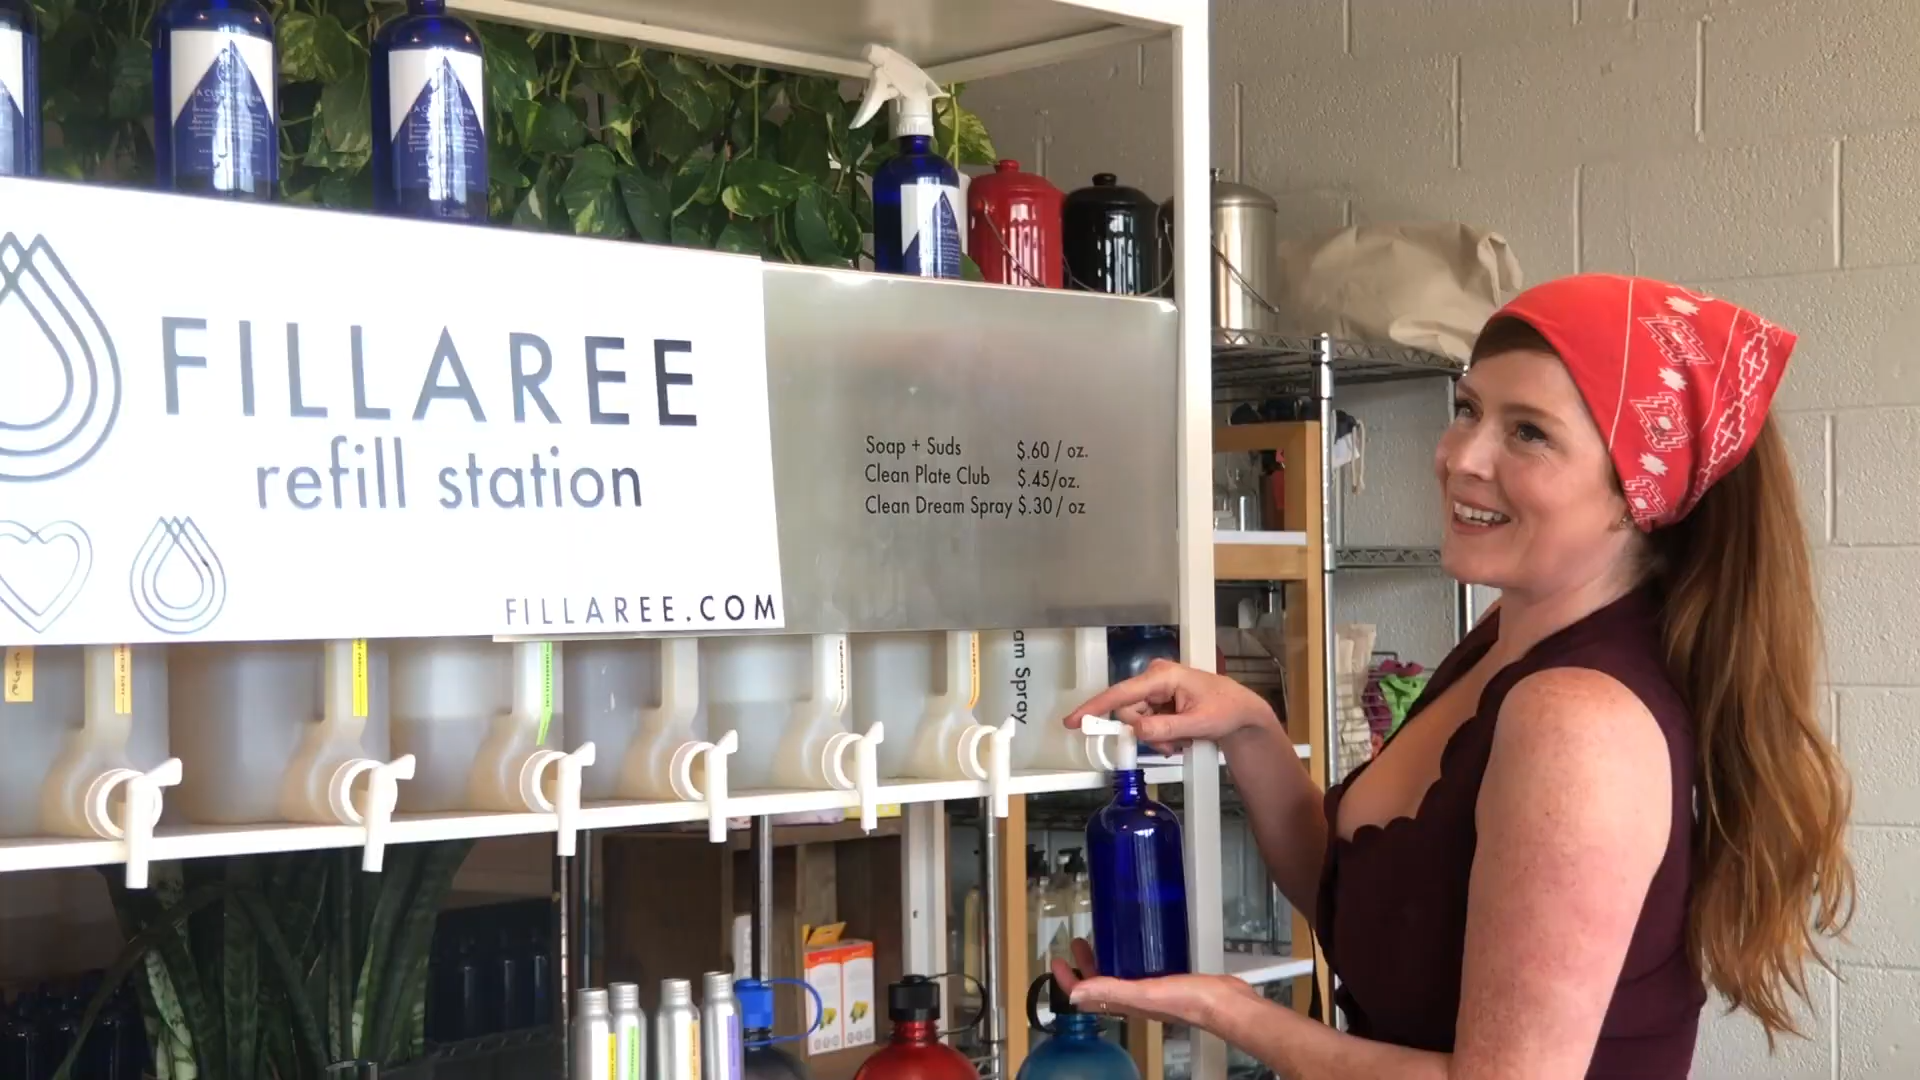 FILLAREE
refill station
FILLAREE.COM
Soap + Suds $.60 / oz.
Clean Plate Club $.45/oz.
Clean Dream Spray $.30 / oz
am Spray